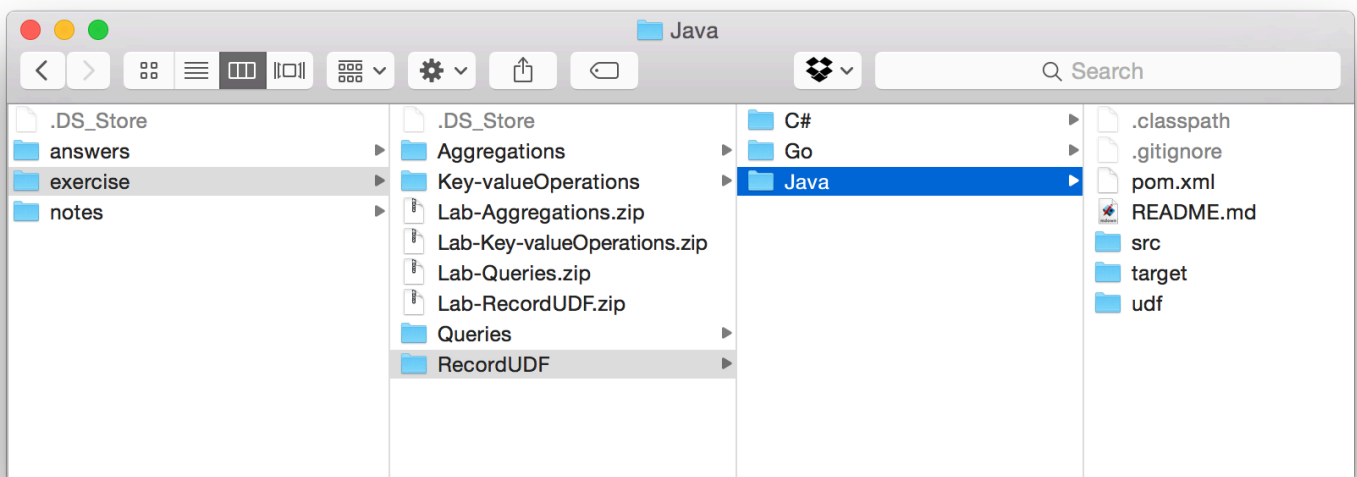 Java
Search
.DS_Store
answers
exercise
notes
.DS_Store
Aggregations
Key-valueOperations
Lab-Aggregations.zip
Lab-Key-valueOperations.zip
Lab-Queries.zip
Lab-RecordUDF.zip
Queries
RecordUDF
C#
Go
Java
.classpath
.gitignore
pom.xml
README.md
src
target
udf